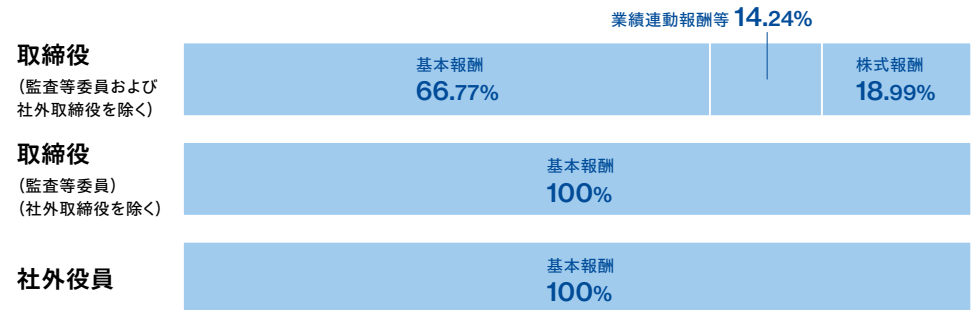 業績連動報酬等 14.24%
取締役
（監査等委員および
社外取締役を除く）
基本報酬
66.77%
株式報酬
18.99%
取締役
（監査等委員）
（社外取締役を除く）
基本報酬
100%
社外役員
基本報酬
100%